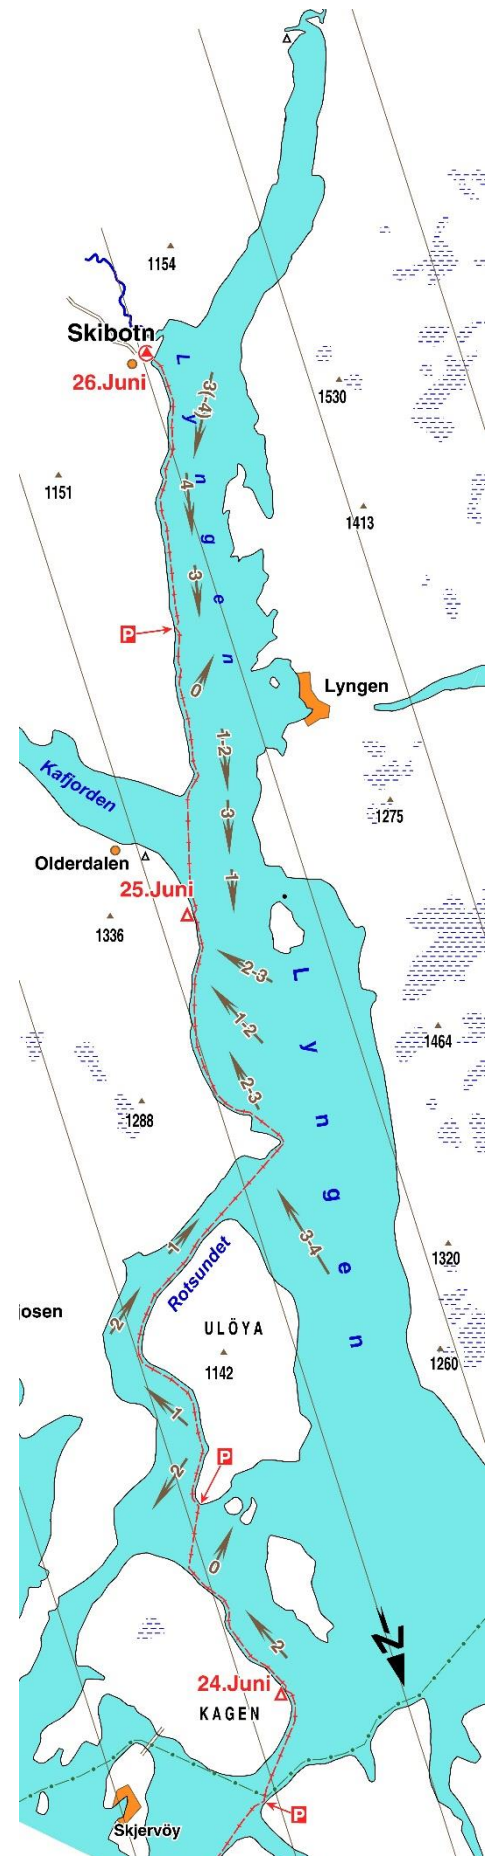 1154
Skibotn
26.Juni
3(-4)
1530
L
y
n
g
e
n
1151
4
1413
3
P
0
Lyngen
1-2
Kafjorden
3
1275
Olderdalen
1
25.Juni
1336
2-3
L
y
n
g
e
n
1-2
1464
2-3
1288
3-4
1
Rotsundet
1320
josen
2
ULÖYA
1142
1260
1
P
2
0
2
N
24.Juni
KAGEN
P
Skjervöy